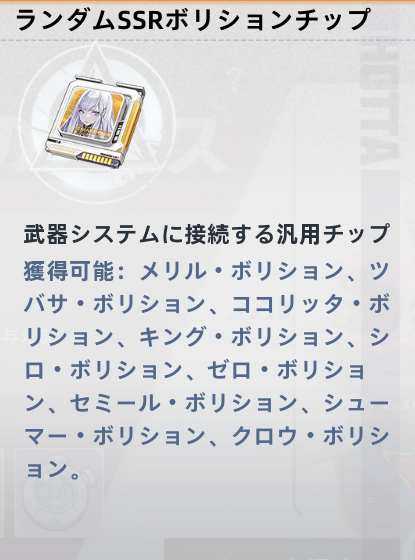 ランダムSSRボリションチップ
HOTTA
武器システムに接続する汎用チップ
獲得可能：メリル・ボリション、ツ
バサ・ボリション、ココリッタ・ボ
リション、キング・ボリション、シ
ロ・ボリション、ゼロ・ボリショ
ン、セミール・ボリション、シュー
マー・ボリション、クロウ・ボリシ
ョン。